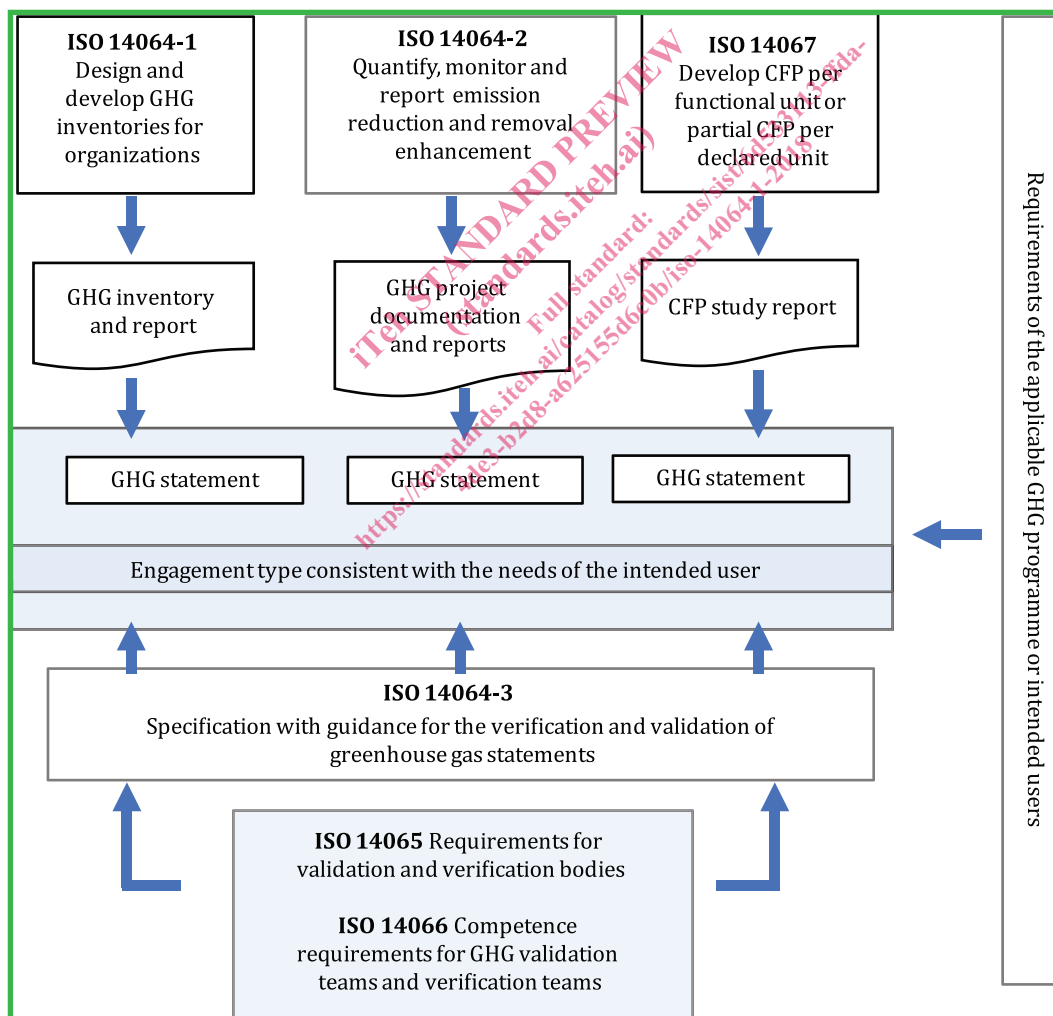 ISO 14064-1
Design and
develop GHG
inventories for
organizations
ISO 14064-2
Quantify, monitor and
report emission
reduction and removal
enhancement
ISO 14067
Develop CFP per
functional unit or
partial CFP per
declared unit
GHG inventory
and report
GHG project
documentation
and reports
CFP study report
GHG statement
GHG statement
GHG statement
Engagement type consistent with the needs of the intended user
ISO 14064-3
Specification with guidance for the verification and validation of
greenhouse gas statements
ISO 14065 Requirements for
validation and verification bodies
ISO 14066 Competence
requirements for GHG validation
teams and verification teams
Requirements of the applicable GHG programme or intended users
iTeh STANDARD PREVIEW
(standards.iteh.ai)
Full standard: